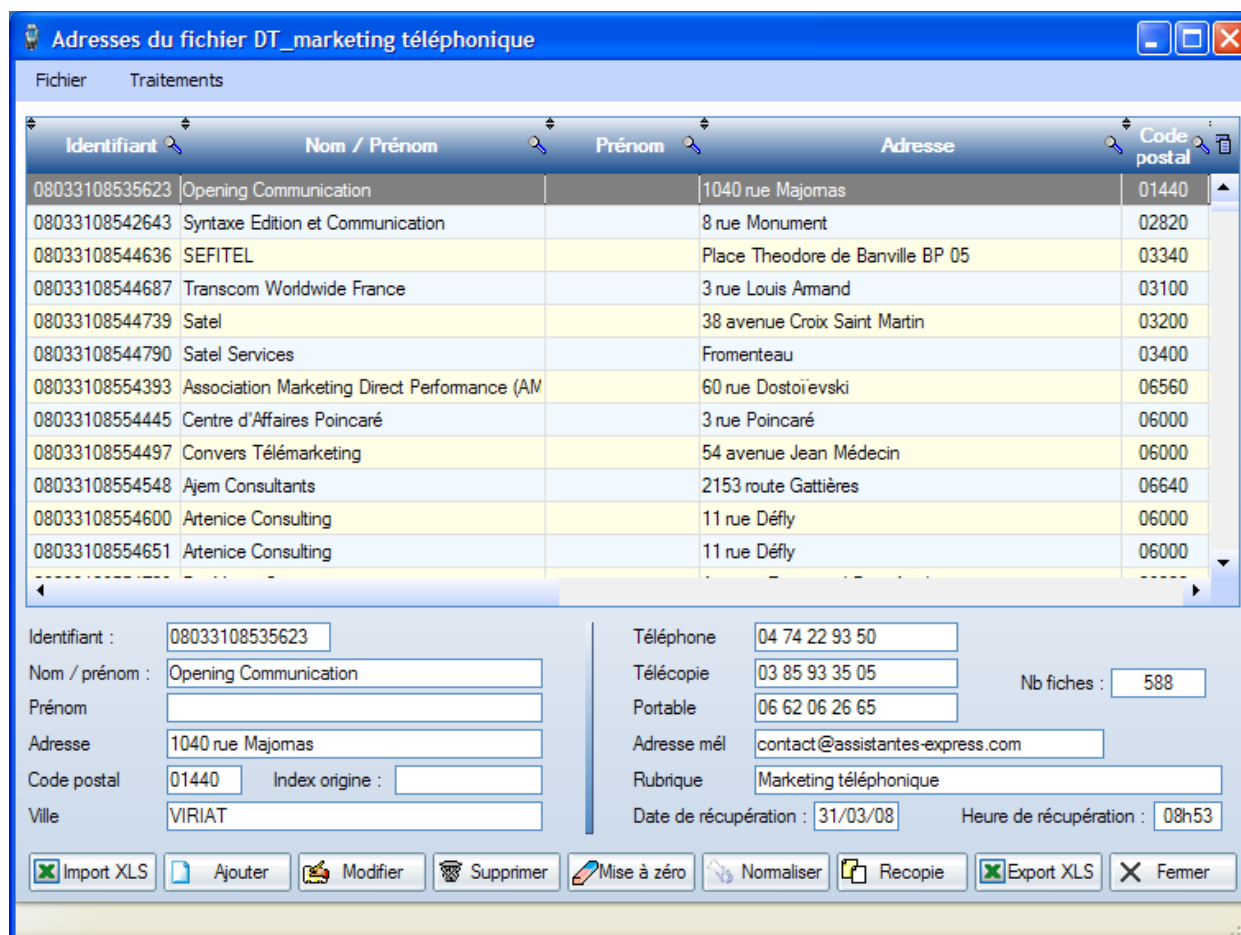 Adresses du fichier DT_marketing téléphonique
Fichier Traitements
Identifiant Nom / Prénom Prénom Adresse Code postal
08033108535623 Opening Communication 1040 rue Majornas 01440
08033108542643 Syntaxe Edition et Communication 8 rue Monument 02820
08033108544636 SEFITEL Place Theodore de Banville BP 05 03340
08033108544687 Transcom Worldwide France 3 rue Louis Armand 03100
08033108544739 Satel 38 avenue Croix Saint Martin 03200
08033108544790 Satel Services Fromenteau 03400
08033108554393 Association Marketing Direct Performance (AM 60 rue Dostoïevski 06560
08033108554445 Centre d'Affaires Poincaré 3 rue Poincaré 06000
08033108554497 Convers Télémarketing 54 avenue Jean Médecin 06000
08033108554548 Ajem Consultants 2153 route Gattières 06640
08033108554600 Artenice Consulting 11 rue Défly 06000
08033108554651 Artenice Consulting 11 rue Défly 06000
Identifiant : 08033108535623 Téléphone 04 74 22 93 50
Nom / prénom : Opening Communication Télécopie 03 85 93 35 05 Nb fiches : 588
Prénom Portable 06 62 06 26 65
Adresse 1040 rue Majornas Adresse mél contact@assistantes-express.com
Code postal 01440 Index origine : Rubrique Marketing téléphonique
Ville VIRIAT Date de récupération : 31/03/08 Heure de récupération : 08h53
Import XLS Ajouter Modifier Supprimer Mise à zéro Normaliser Recopie Export XLS Fermer